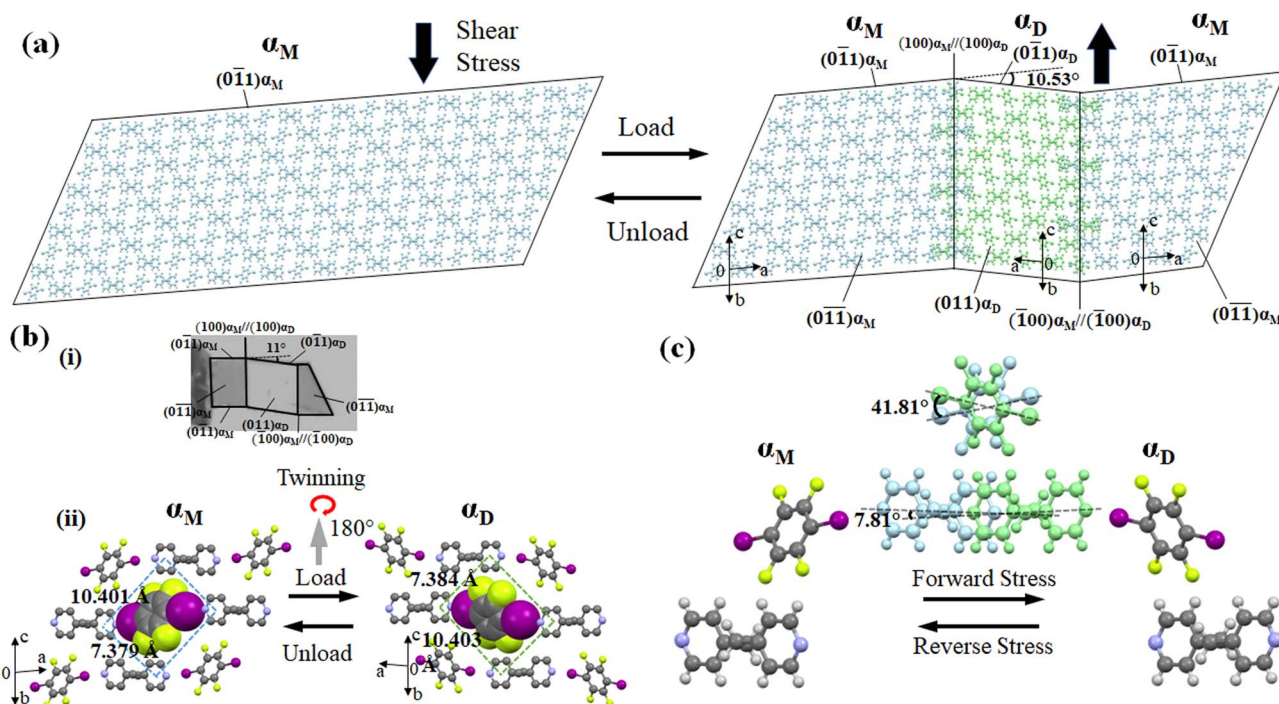 (a)
α_M
Shear
Stress
(01̅1)α_M
Load
Unload
α_M
α_D
α_M
(01̅1)α_M
(100)α_M//(100)α_D
(01̅1)α_D
10.53°
(01̅1)α_M
c
0
a
b
(01̅1̅)α_M
(011)α_D
c
a
0
b
(1̅00)α_M//(1̅00)α_D
c
0
a
b
(01̅1̅)α_M
(b)
(i)
(100)α_M//(100)α_D
(01̅1)α_M
11°
(01̅1)α_D
(01̅1̅)α_M
(01̅1̅)α_M
(011)α_D
(1̅00)α_M//(1̅00)α_D
(ii)
α_M
Twinning
180°
α_D
10.401 Å
7.379 Å
Load
Unload
7.384 Å
10.403
Å
c
0
a
b
c
a
0
b
(c)
41.81°
α_M
α_D
7.81°
Forward Stress
Reverse Stress